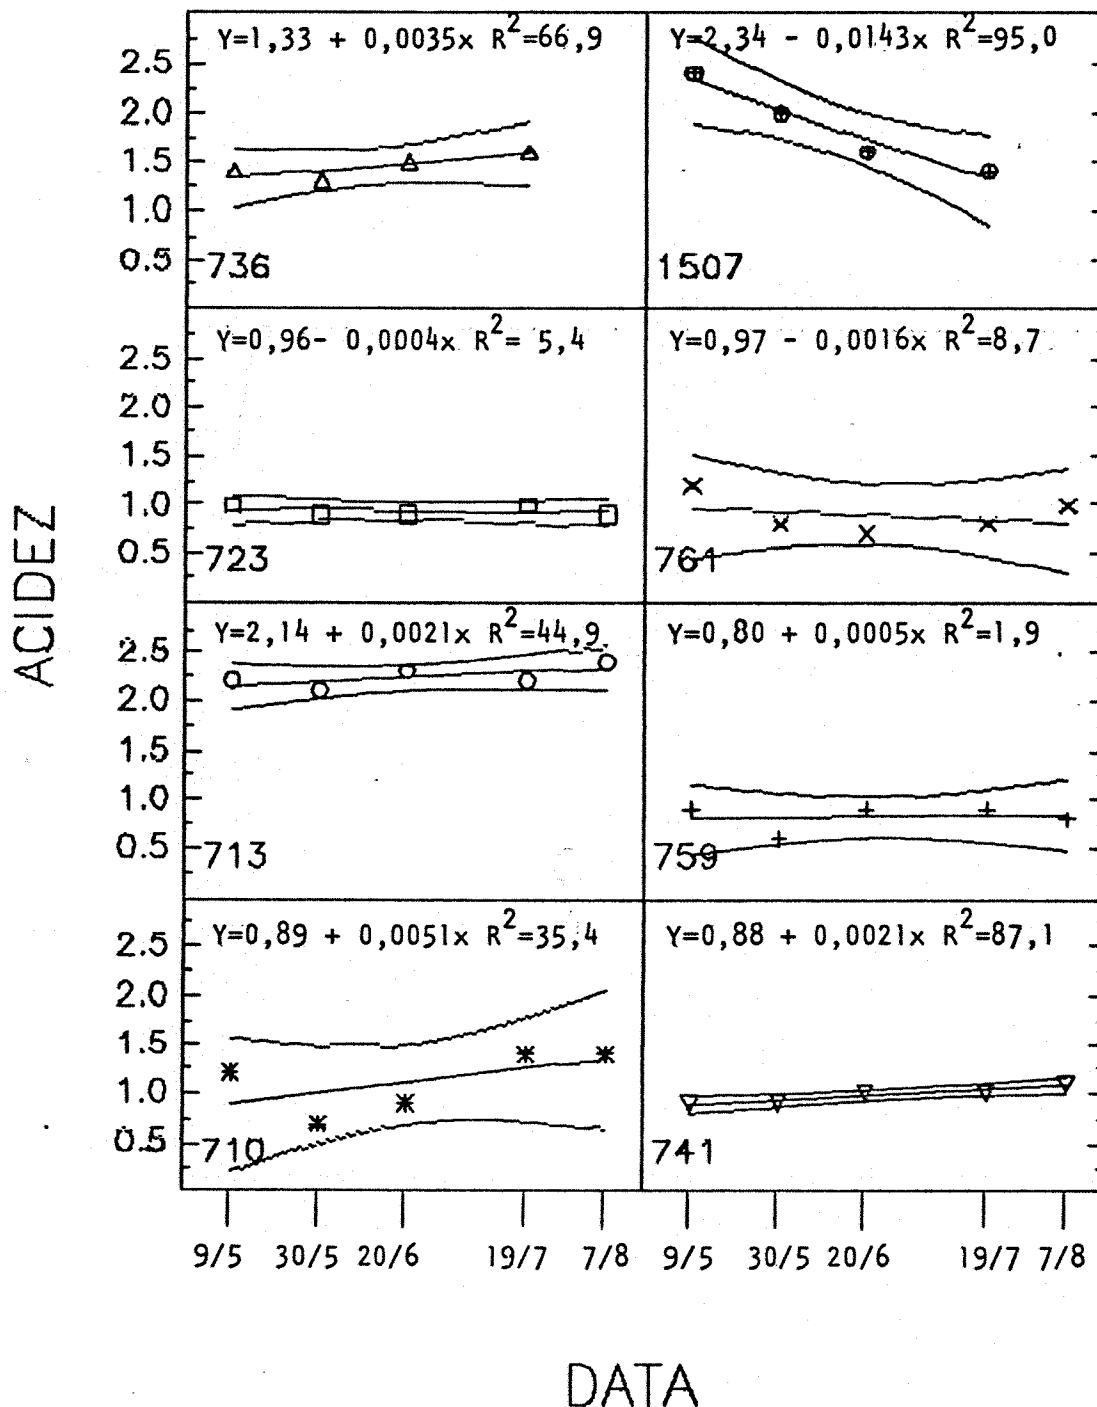 Y=1,33 + 0,0035x R²=66,9
Y=2,34 - 0,0143x R²=95,0
2.5
2.0
1.5
1.0
0.5
736
1507
Y=0,96- 0,0004x R²= 5,4
Y=0,97 - 0,0016x R²=8,7
2.5
2.0
1.5
1.0
0.5
723
761
ACIDEZ
Y=2,14 + 0,0021x R²=44,9
Y=0,80 + 0,0005x R²=1,9
2.5
2.0
1.5
1.0
0.5
713
759
Y=0,89 + 0,0051x R²=35,4
Y=0,88 + 0,0021x R²=87,1
2.5
2.0
1.5
1.0
0.5
710
741
9/5 30/5 20/6 19/7 7/8 9/5 30/5 20/6 19/7 7/8
DATA